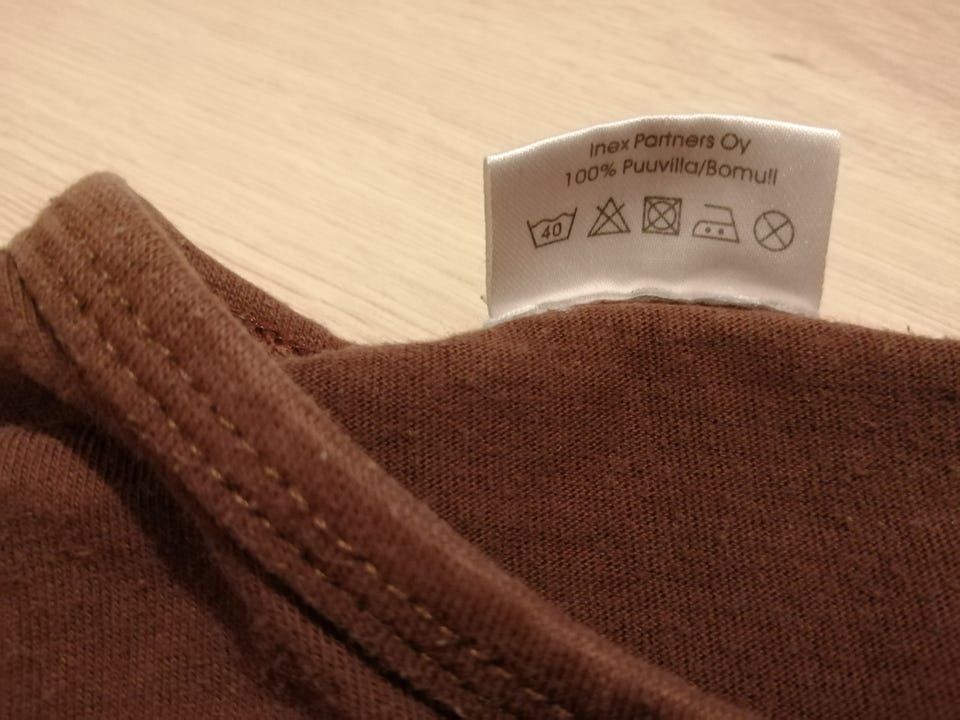 Inex Partners Oy
100% Puuvilla/Bomull
40